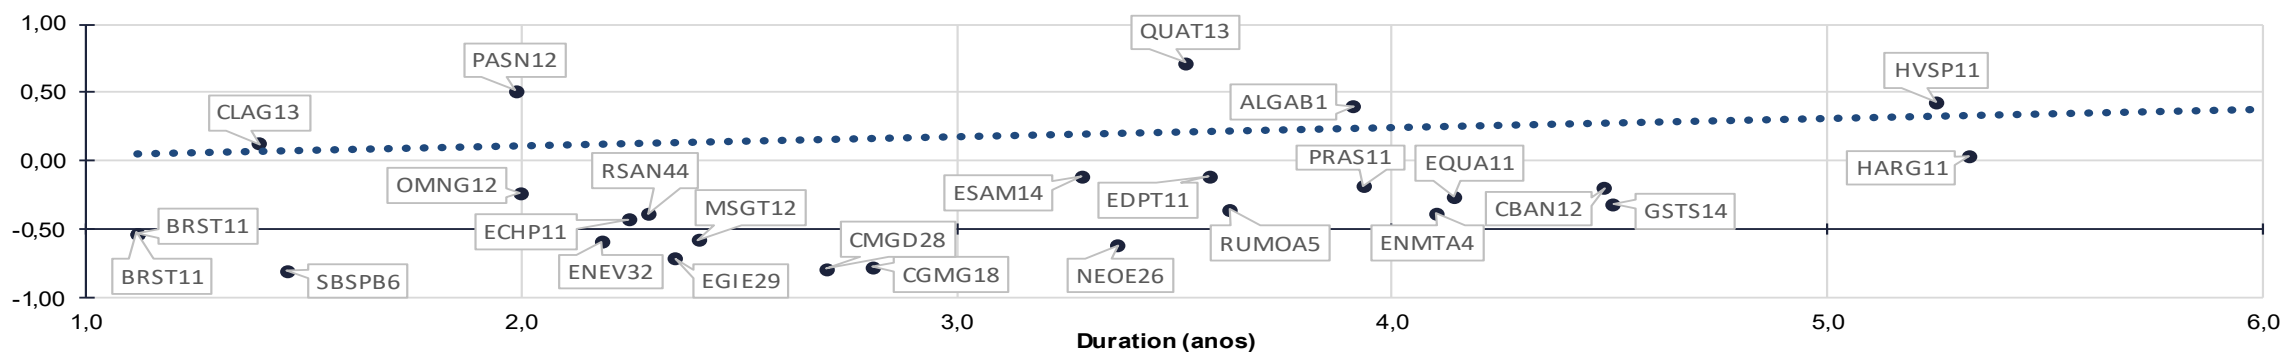 1,00
0,50
0,00
-0,50
-1,00
QUAT13
PASN12
HVSP11
CLAG13
ALGAB1
RSAN44
PRAS11
EQUA11
HARG11
OMNG12
ESAM14
EDPT11
MSGT12
CBAN12
GSTS14
BRST11
ECHP11
CMGD28
RUMOA5
ENMTA4
BRST11
SBSPB6
ENEV32
EGIE29
CGMG18
NEOE26
1,0
2,0
3,0
4,0
5,0
6,0
Duration (anos)